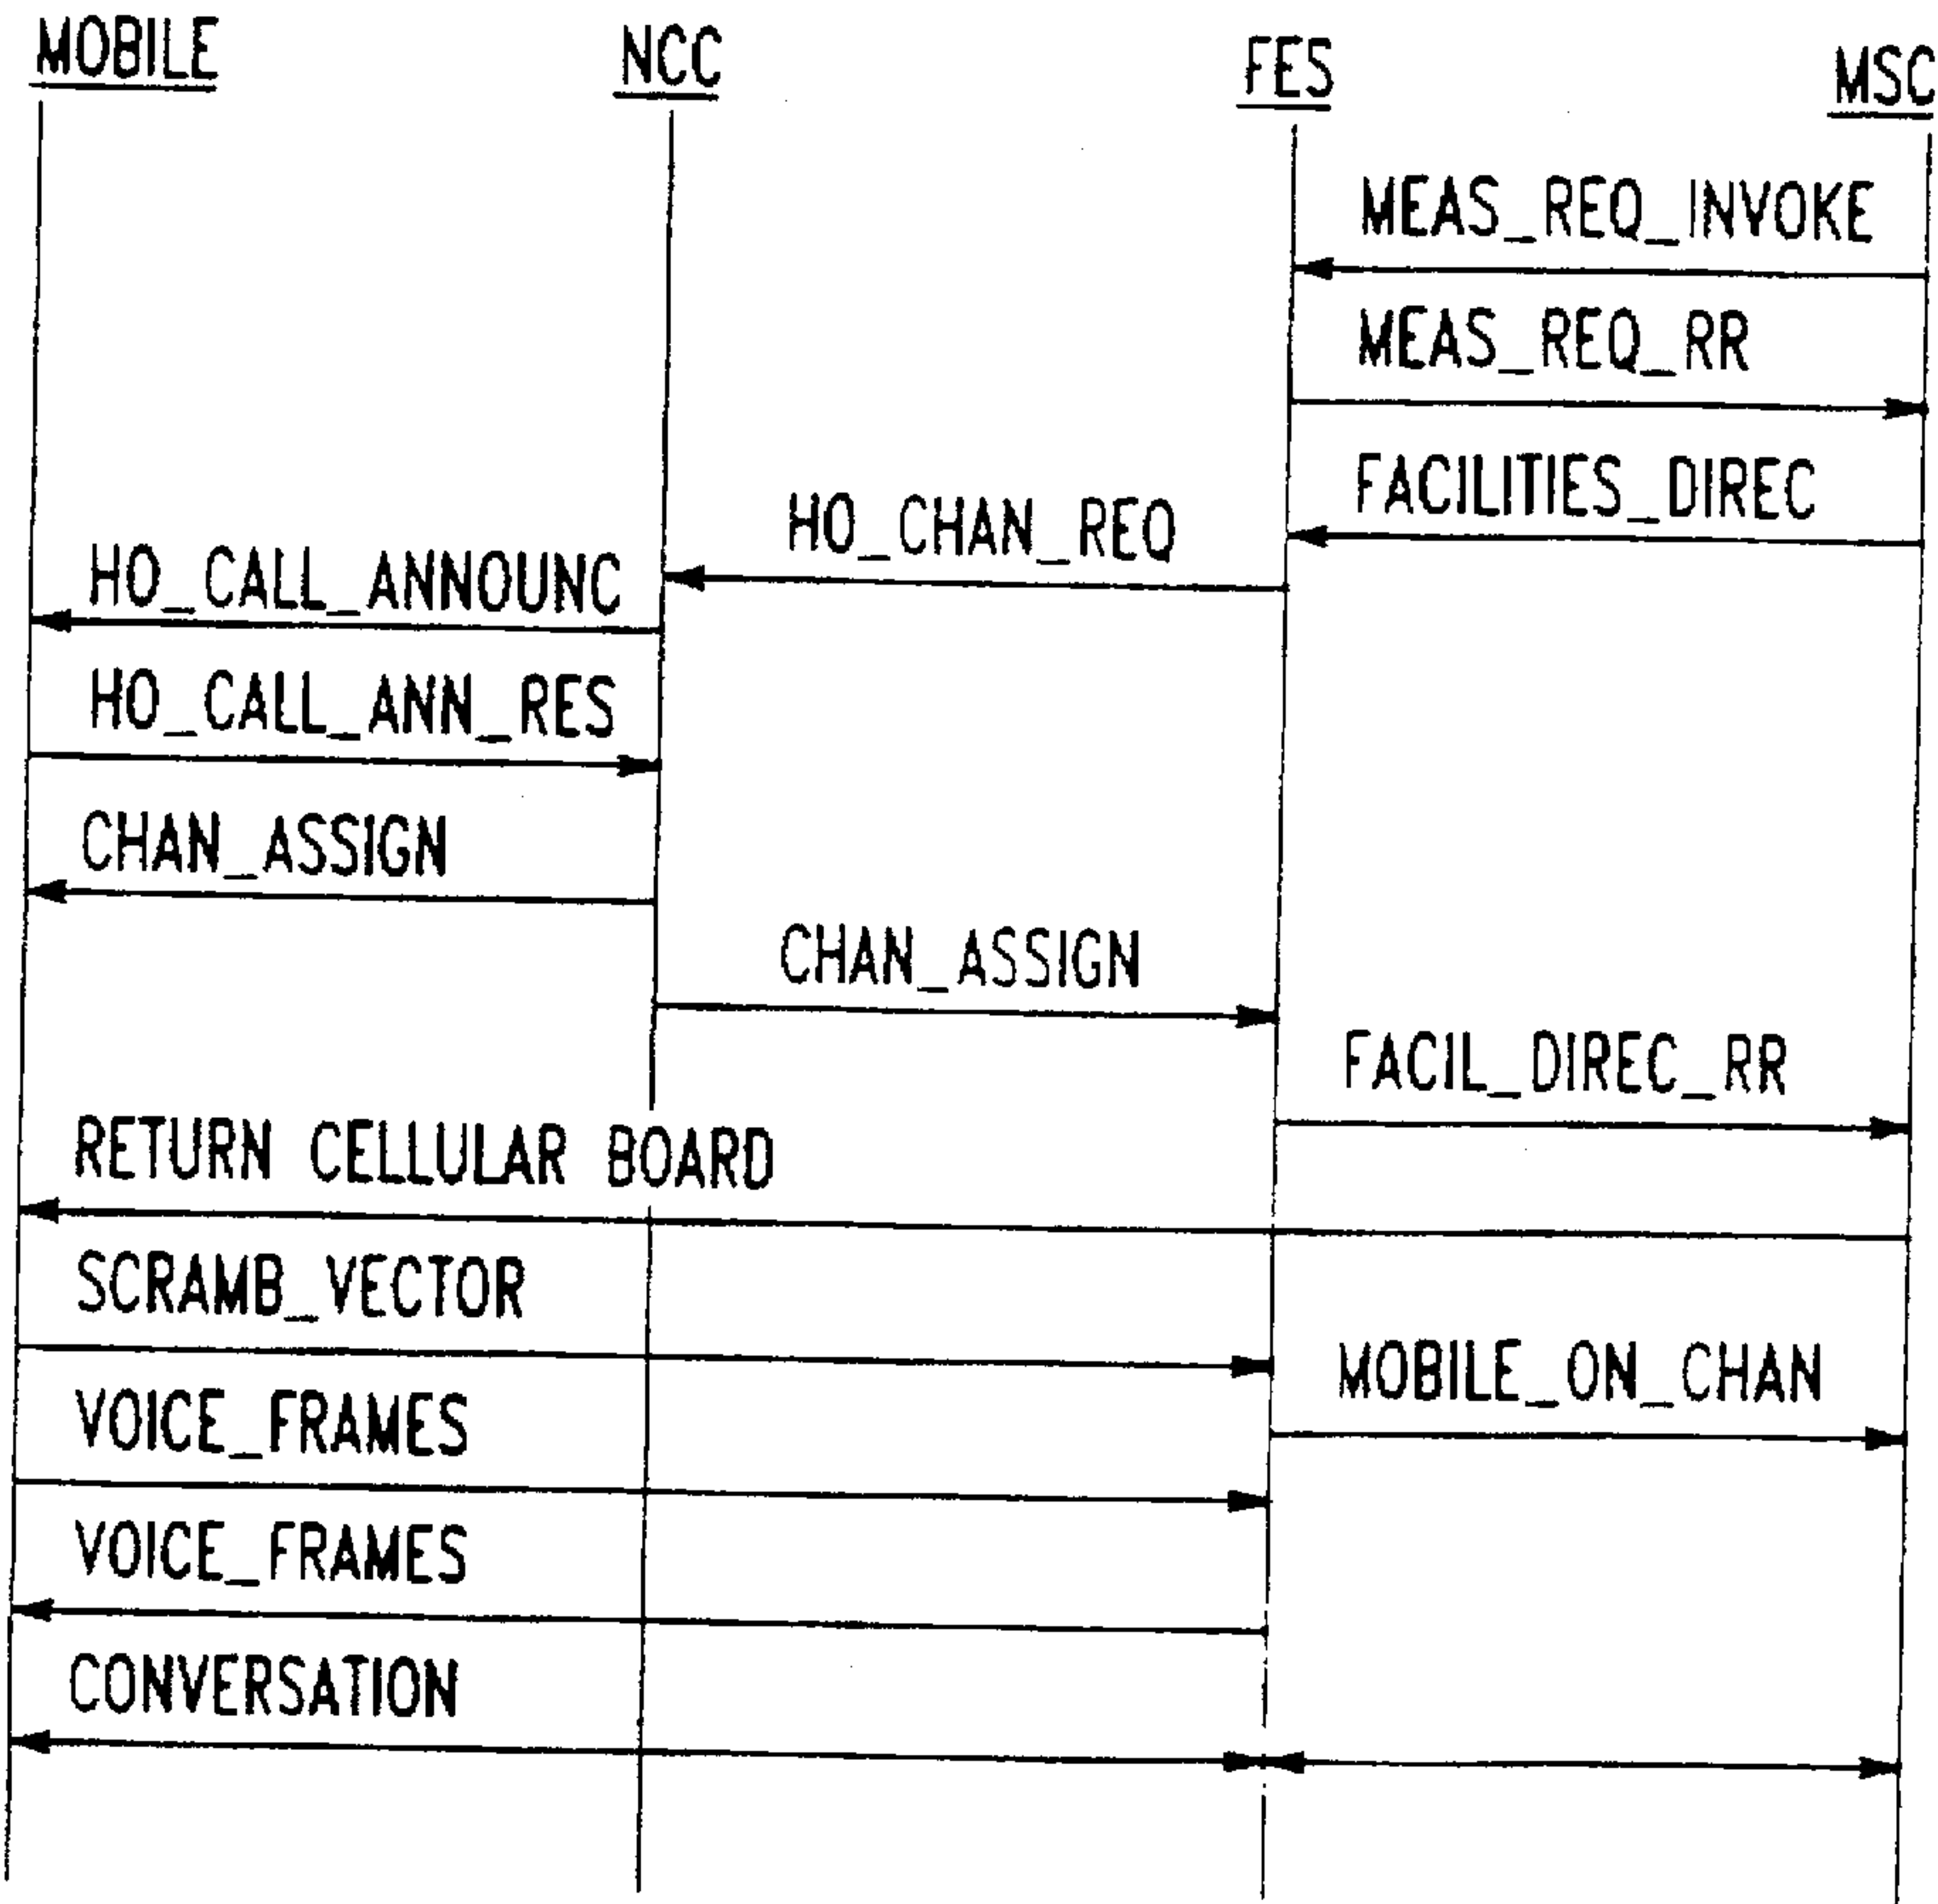 MOBILE
NCC
FES
MSC
MEAS_REQ_INVOKE
MEAS_REQ_RR
FACILITIES_DIREC
HO_CHAN_REQ
HO_CALL_ANNOUNC
HO_CALL_ANN_RES
CHAN_ASSIGN
CHAN_ASSIGN
FACIL_DIREC_RR
RETURN CELLULAR BOARD
SCRAMB_VECTOR
MOBILE_ON_CHAN
VOICE_FRAMES
VOICE_FRAMES
CONVERSATION